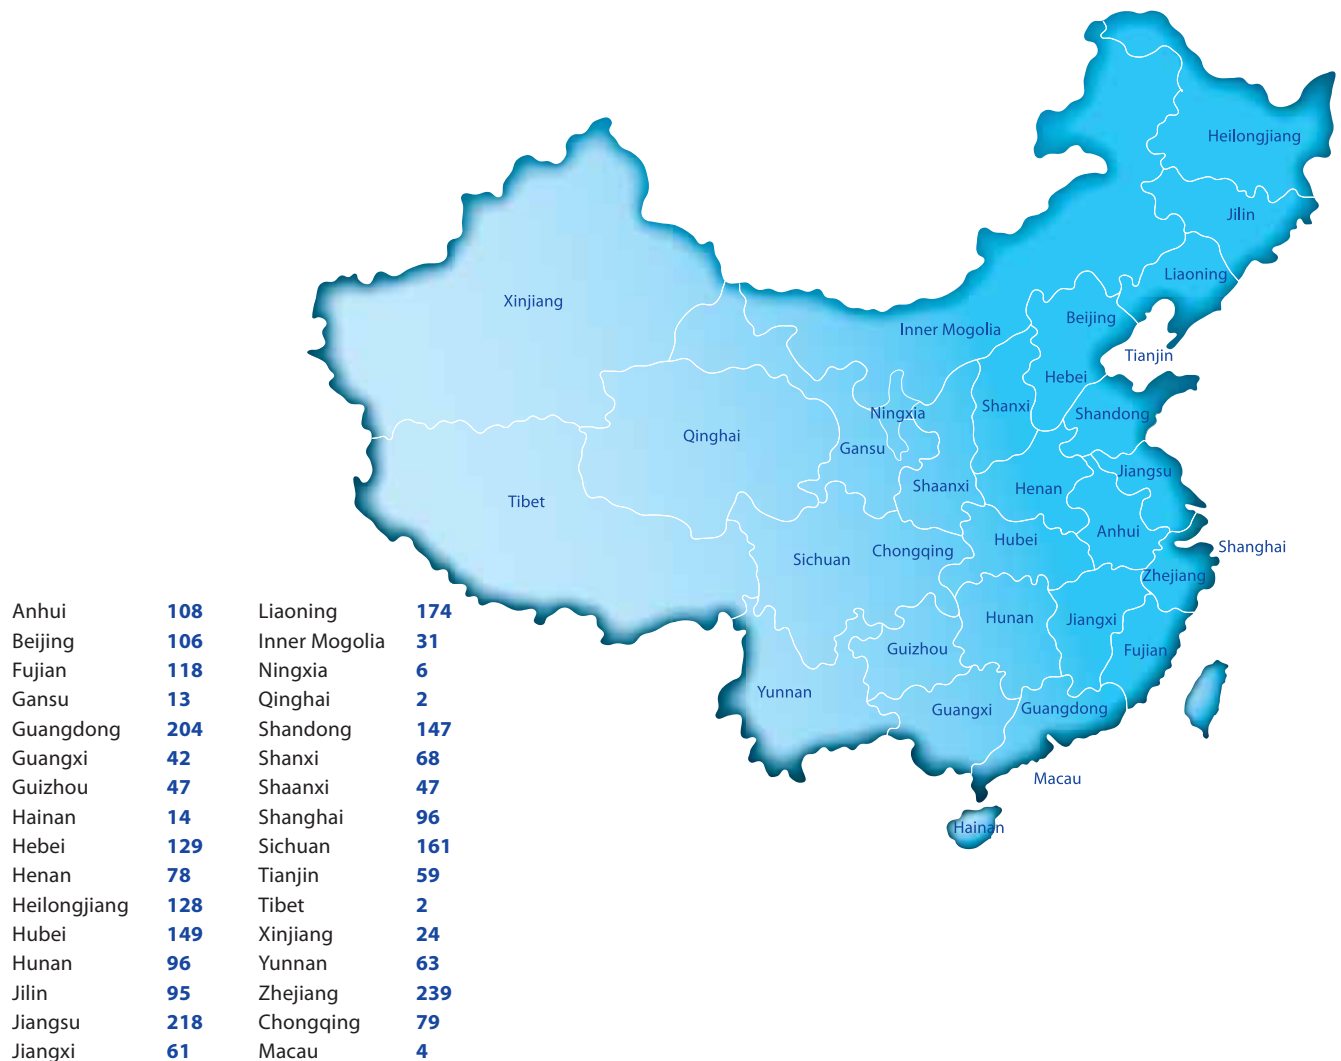 Heilongjiang
Jilin
Liaoning
Xinjiang
Beijing
Inner Mogolia
Tianjin
Hebei
Ningxia
Shanxi
Shandong
Qinghai
Gansu
Jiangsu
Shaanxi
Henan
Tibet
Anhui
Hubei
Shanghai
Chongqing
Sichuan
Zhejiang
Hunan
Jiangxi
Guizhou
Fujian
Yunnan
Guangxi
Guangdong
Macau
Hainan
Anhui 108 Liaoning 174
Beijing 106 Inner Mogolia 31
Fujian 118 Ningxia 6
Gansu 13 Qinghai 2
Guangdong 204 Shandong 147
Guangxi 42 Shanxi 68
Guizhou 47 Shaanxi 47
Hainan 14 Shanghai 96
Hebei 129 Sichuan 161
Henan 78 Tianjin 59
Heilongjiang 128 Tibet 2
Hubei 149 Xinjiang 24
Hunan 96 Yunnan 63
Jilin 95 Zhejiang 239
Jiangsu 218 Chongqing 79
Jiangxi 61 Macau 4